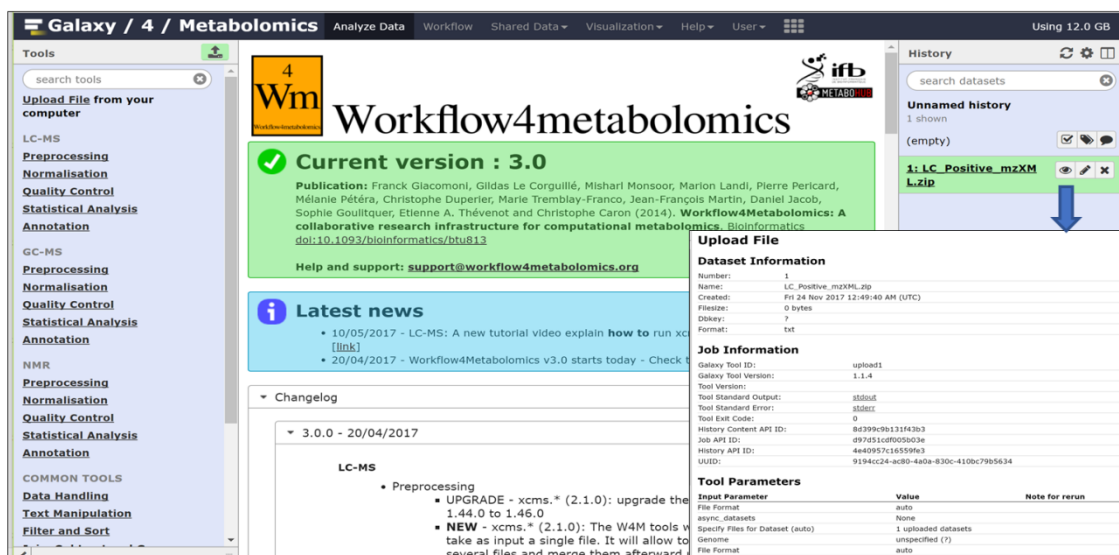 Galaxy / 4 / Metabolomics Analyze Data Workflow Shared Data Visualization Help User Using 12.0 GB
Tools
search tools
Upload File from your
computer
LC-MS
Preprocessing
Normalisation
Quality Control
Statistical Analysis
Annotation
GC-MS
Preprocessing
Normalisation
Quality Control
Statistical Analysis
Annotation
NMR
Preprocessing
Normalisation
Quality Control
Statistical Analysis
Annotation
COMMON TOOLS
Data Handling
Text Manipulation
Filter and Sort
4
Wm
Workflow4metabolomics
ifb
METABOHUB
Workflow4metabolomics
Current version : 3.0
Publication: Franck Giacomoni, Gildas Le Corguillé, Misharl Monsoor, Marion Landi, Pierre Pericard,
Mélanie Pétéra, Christophe Duperier, Marie Tremblay-Franco, Jean-François Martin, Daniel Jacob,
Sophie Goulitquer, Etienne A. Thévenot and Christophe Caron (2014). Workflow4Metabolomics: A
collaborative research infrastructure for computational metabolomics. Bioinformatics
doi:10.1093/bioinformatics/btu813
Help and support: support@workflow4metabolomics.org
Latest news
• 10/05/2017 - LC-MS: A new tutorial video explain how to run xc
[link]
• 20/04/2017 - Workflow4Metabolomics v3.0 starts today - Check t
Changelog
3.0.0 - 20/04/2017
LC-MS
• Preprocessing
▪ UPGRADE - xcms.* (2.1.0): upgrade the
1.44.0 to 1.46.0
▪ NEW - xcms.* (2.1.0): The W4M tools w
take as input a single file. It will allow to
several files and merge them afterward
History
search datasets
Unnamed history
1 shown
(empty)
1: LC_Positive_mzXM
L.zip
Upload File
Dataset Information
Number: 1
Name: LC_Positive_mzXML.zip
Created: Fri 24 Nov 2017 12:49:40 AM (UTC)
Filesize: 0 bytes
Dbkey: ?
Format: txt
Job Information
Galaxy Tool ID: upload1
Galaxy Tool Version: 1.1.4
Tool Version:
Tool Standard Output: stdout
Tool Standard Error: stderr
Tool Exit Code: 0
History Content API ID: 8d399c9b131f43b3
Job API ID: d97d51cdf005b03e
History API ID: 4e40957c16559fe3
UUID: 9194cc24-ac80-4a0a-830c-410bc79b5634
Tool Parameters
Input Parameter Value Note for rerun
File Format auto
async_datasets None
Specify Files for Dataset (auto) 1 uploaded datasets
Genome unspecified (?)
File Format auto